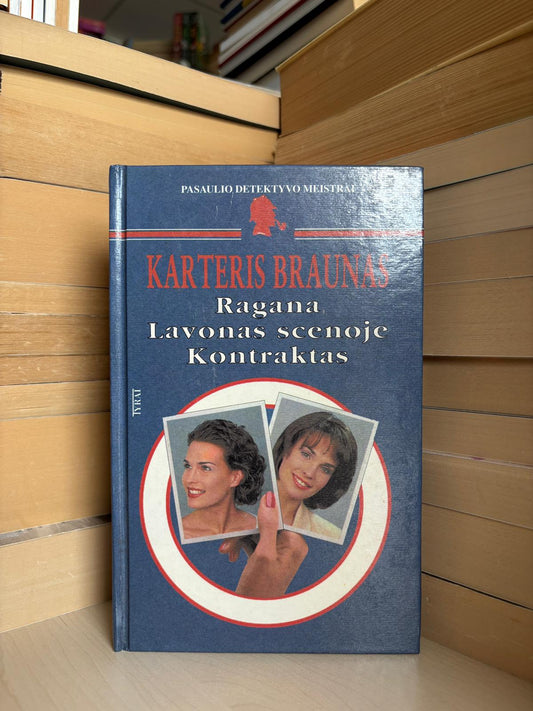 PASAULIO DETEKTYVO MEISTRAI
KARTERIS BRAUNAS
Ragana
Lavonas scenoje
Kontraktas
TYRAI